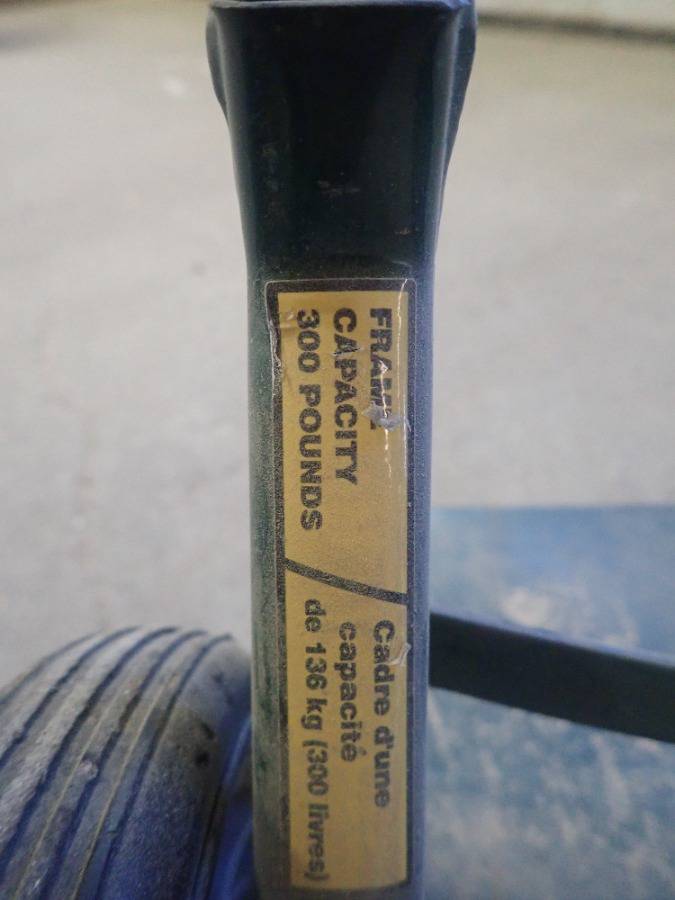 FRAME
CAPACITY
300 POUNDS
Cadre d'une
capacité
de 136 kg (300 livres)